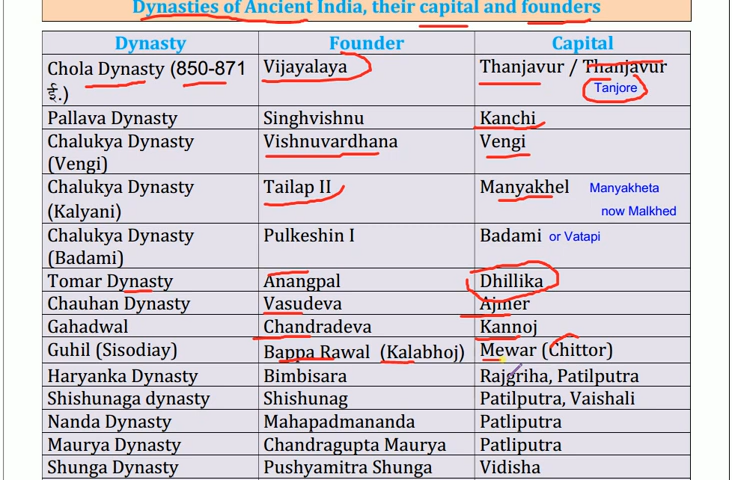 Dynasties of Ancient India, their capital and founders
Dynasty Founder Capital
Chola Dynasty (850-871 ई.) Vijayalaya Thanjavur / Thanjavur Tanjore
Pallava Dynasty Singhvishnu Kanchi
Chalukya Dynasty (Vengi) Vishnuvardhana Vengi
Chalukya Dynasty (Kalyani) Tailap II Manyakhel Manyakheta now Malkhed
Chalukya Dynasty (Badami) Pulkeshin I Badami or Vatapi
Tomar Dynasty Anangpal Dhillika
Chauhan Dynasty Vasudeva Ajmer
Gahadwal Chandradeva Kannoj
Guhil (Sisodiay) Bappa Rawal (Kalabhoj) Mewar (Chittor)
Haryanka Dynasty Bimbisara Rajgriha, Patilputra
Shishunaga dynasty Shishunag Patilputra, Vaishali
Nanda Dynasty Mahapadmananda Patliputra
Maurya Dynasty Chandragupta Maurya Patliputra
Shunga Dynasty Pushyamitra Shunga Vidisha